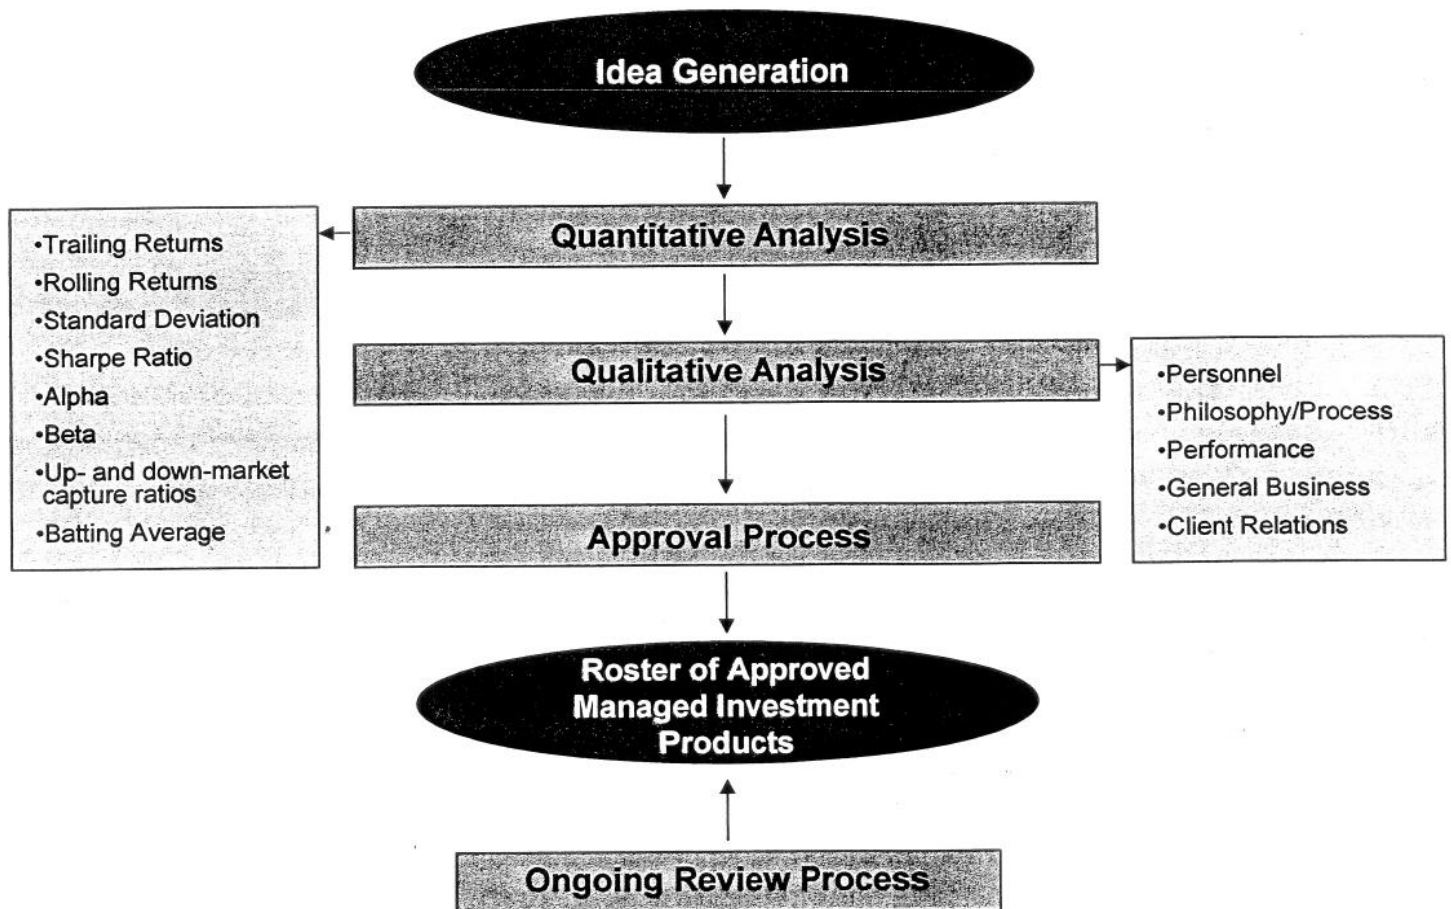 Idea Generation
Quantitative Analysis
•Trailing Returns
•Rolling Returns
•Standard Deviation
•Sharpe Ratio
•Alpha
•Beta
•Up- and down-market
capture ratios
•Batting Average
Qualitative Analysis
•Personnel
•Philosophy/Process
•Performance
•General Business
•Client Relations
Approval Process
Roster of Approved
Managed Investment
Products
Ongoing Review Process